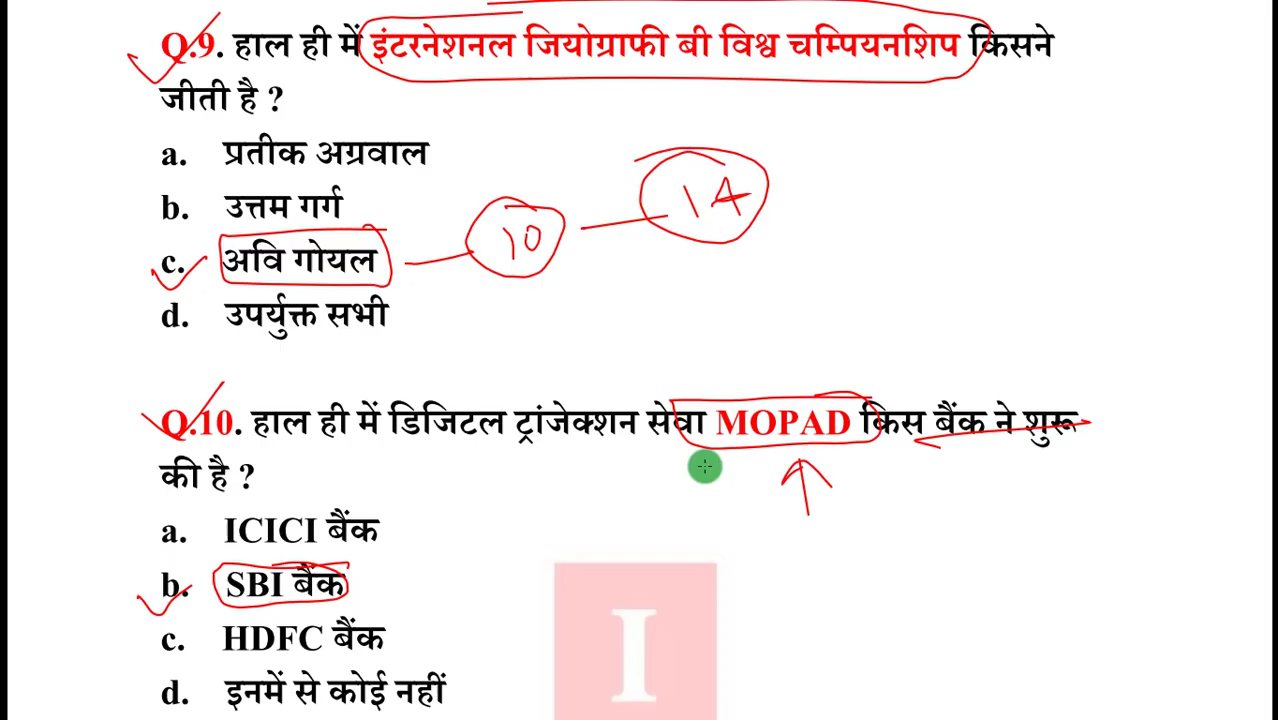 Q.9. हाल ही में इंटरनेशनल जियोग्राफी बी विश्व चम्पियनशिप किसने
जीती है ?
a. प्रतीक अग्रवाल
b. उत्तम गर्ग
14
c. अवि गोयल
10
d. उपर्युक्त सभी
Q.10. हाल ही में डिजिटल ट्रांजेक्शन सेवा MOPAD किस बैंक ने शुरू
की है ?
a. ICICI बैंक
b. SBI बैंक
c. HDFC बैंक
d. इनमें से कोई नहीं
I